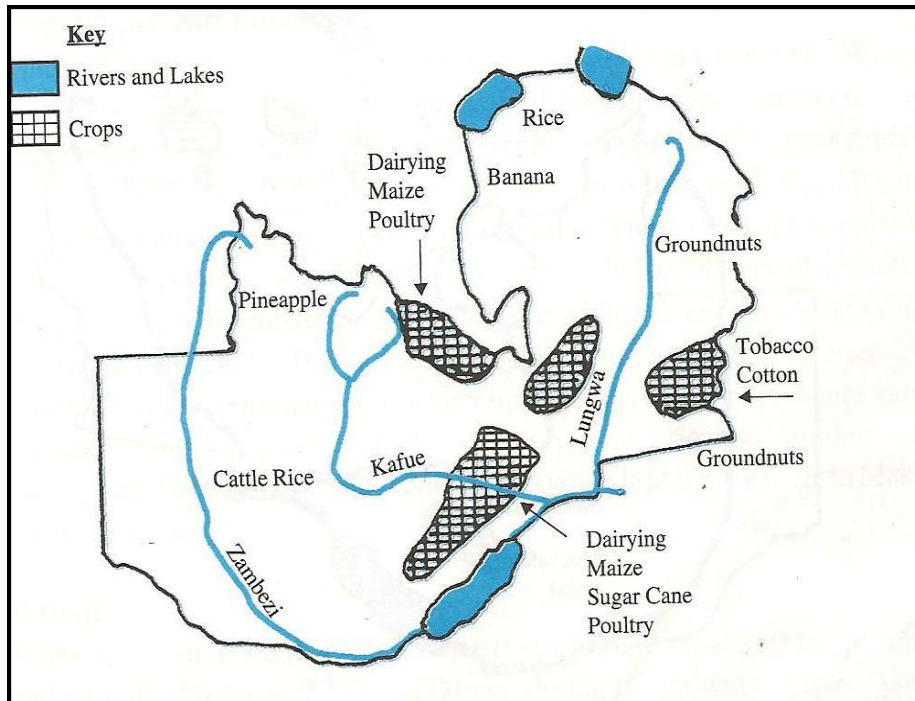 Key
Rivers and Lakes
Crops
Rice
Dairying
Maize
Poultry
Banana
Groundnuts
Pineapple
Tobacco
Cotton
Lungwa
Groundnuts
Kafue
Cattle Rice
Zambezi
Dairying
Maize
Sugar Cane
Poultry